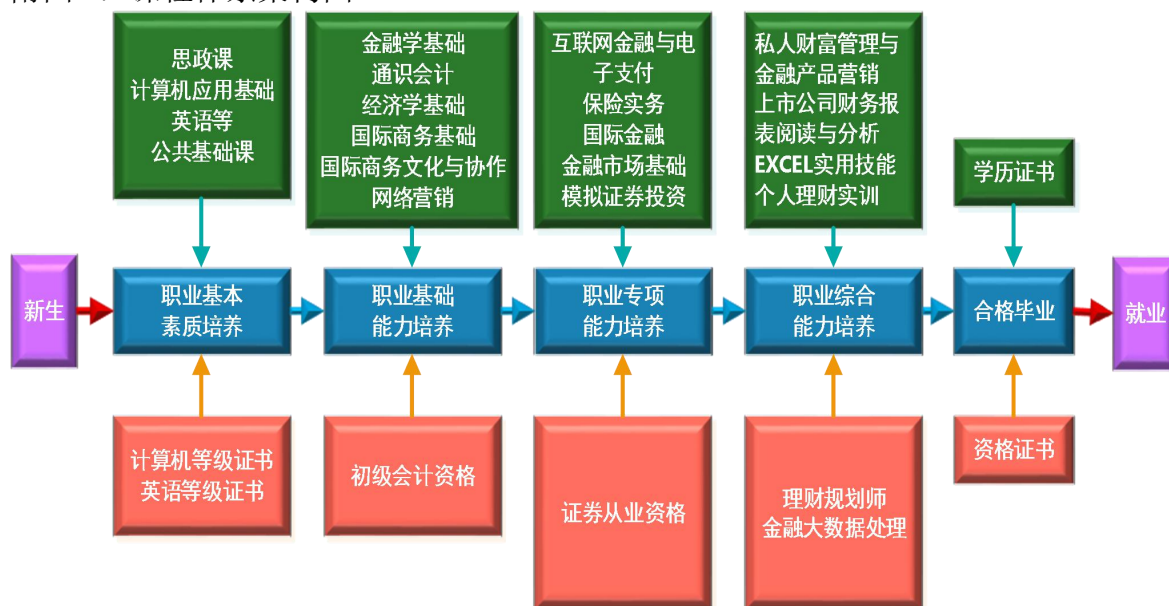 思政课
计算机应用基础
英语等
公共基础课
金融学基础
通识会计
经济学基础
国际商务基础
国际商务文化与协作
网络营销
互联网金融与电
子支付
保险实务
国际金融
金融市场基础
模拟证券投资
私人财富管理与
金融产品营销
上市公司财务报
表阅读与分析
EXCEL实用技能
个人理财实训
学历证书
新生
职业基本
素质培养
职业基础
能力培养
职业专项
能力培养
职业综合
能力培养
合格毕业
就业
计算机等级证书
英语等级证书
初级会计资格
证券从业资格
理财规划师
金融大数据处理
资格证书